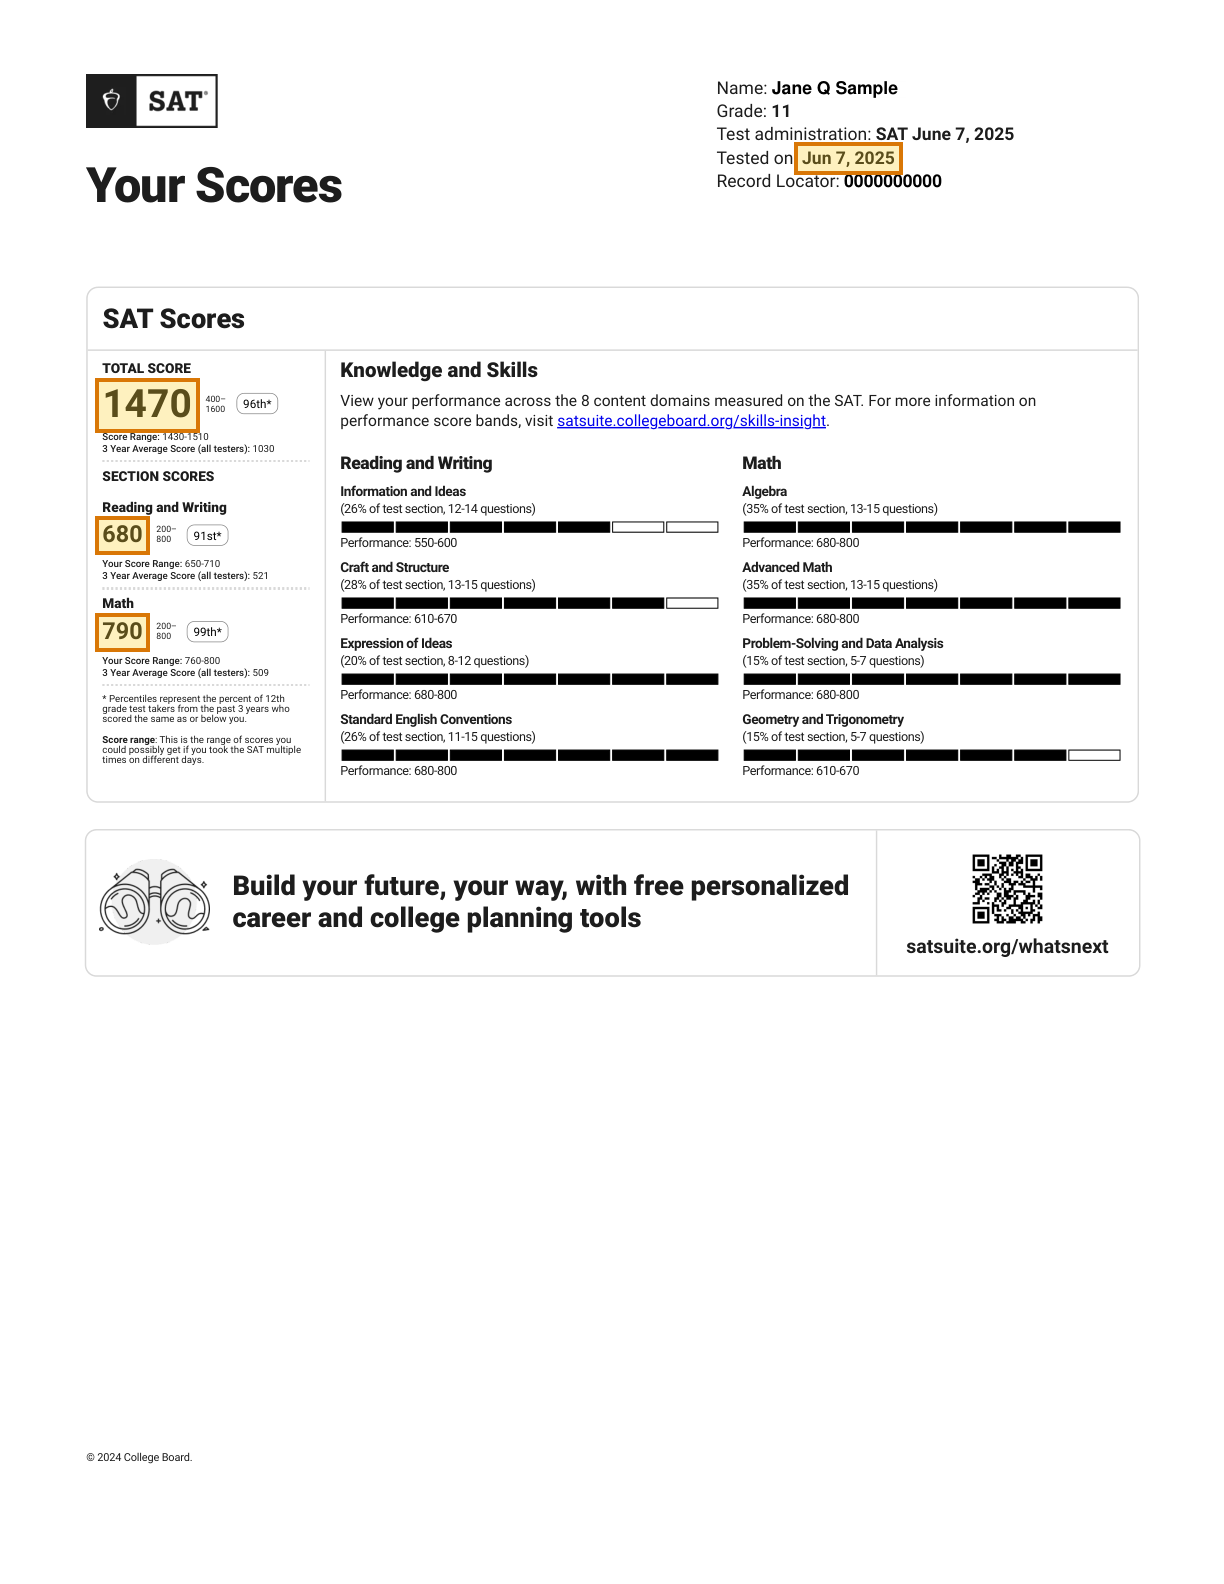 SAT
Your Scores
Name: Jane Q Sample
Grade: 11
Test administration: SAT June 7, 2025
Tested on Jun 7, 2025
Record Locator: 0000000000
SAT Scores
TOTAL SCORE
1470 400–1600 96th*
Score Range: 1430-1510
3 Year Average Score (all testers): 1030
SECTION SCORES
Reading and Writing
680 200–800 91st*
Your Score Range: 650-710
3 Year Average Score (all testers): 521
Math
790 200–800 99th*
Your Score Range: 760-800
3 Year Average Score (all testers): 509
* Percentiles represent the percent of 12th
grade test takers from the past 3 years who
scored the same as or below you.
Score range: This is the range of scores you
could possibly get if you took the SAT multiple
times on different days.
Knowledge and Skills
View your performance across the 8 content domains measured on the SAT. For more information on
performance score bands, visit satsuite.collegeboard.org/skills-insight.
Reading and Writing
Information and Ideas
(26% of test section, 12-14 questions)
Performance: 550-600
Craft and Structure
(28% of test section, 13-15 questions)
Performance: 610-670
Expression of Ideas
(20% of test section, 8-12 questions)
Performance: 680-800
Standard English Conventions
(26% of test section, 11-15 questions)
Performance: 680-800
Math
Algebra
(35% of test section, 13-15 questions)
Performance: 680-800
Advanced Math
(35% of test section, 13-15 questions)
Performance: 680-800
Problem-Solving and Data Analysis
(15% of test section, 5-7 questions)
Performance: 680-800
Geometry and Trigonometry
(15% of test section, 5-7 questions)
Performance: 610-670
Build your future, your way, with free personalized
career and college planning tools
satsuite.org/whatsnext
© 2024 College Board.